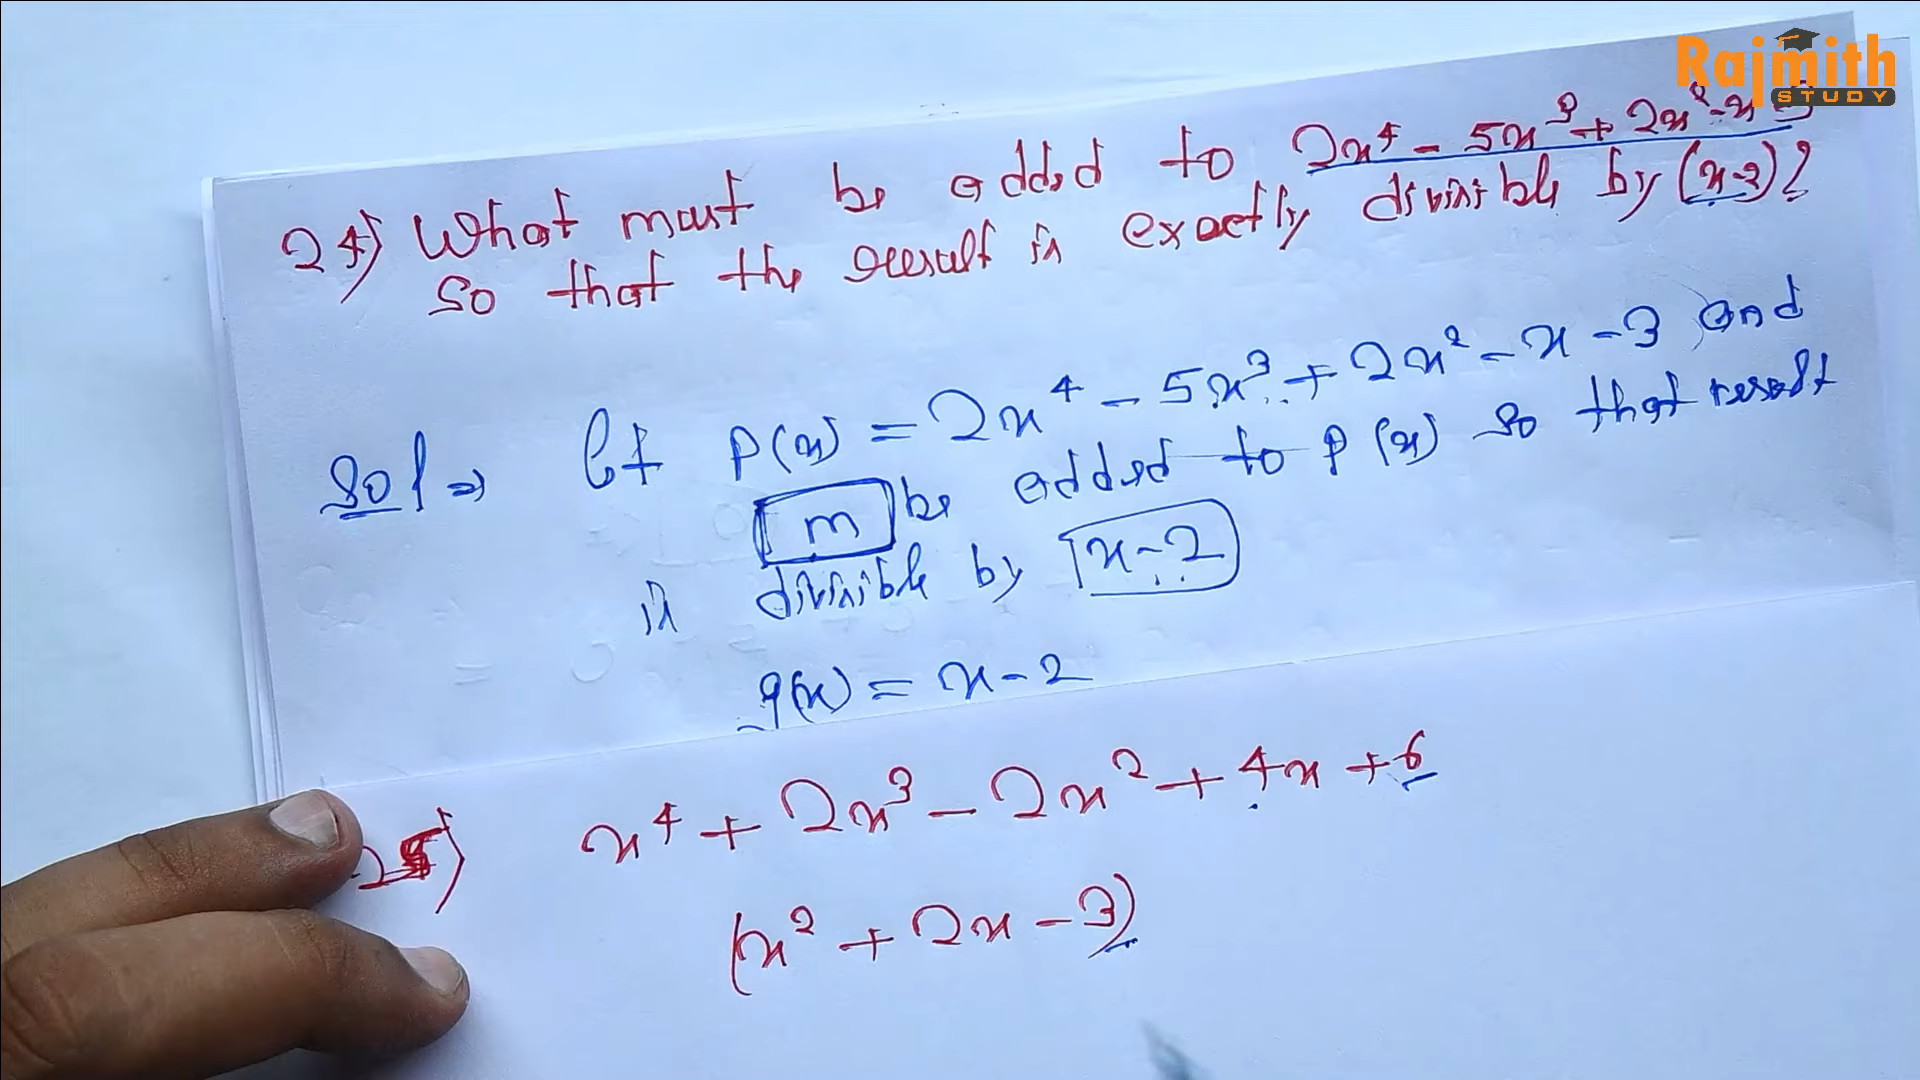 Rajmith
STUDY
24) What must be added to 2x⁴ - 5x³ + 2x² - x - 3
so that the result is exactly divisible by (x-2)?
Sol ⇒ let p(x) = 2x⁴ - 5x³ + 2x² - x - 3 and
m be added to p(x) so that result
is divisible by x-2
q(x) = x - 2
25) x⁴ + 2x³ - 2x² + 4x + 6
(x² + 2x - 3)